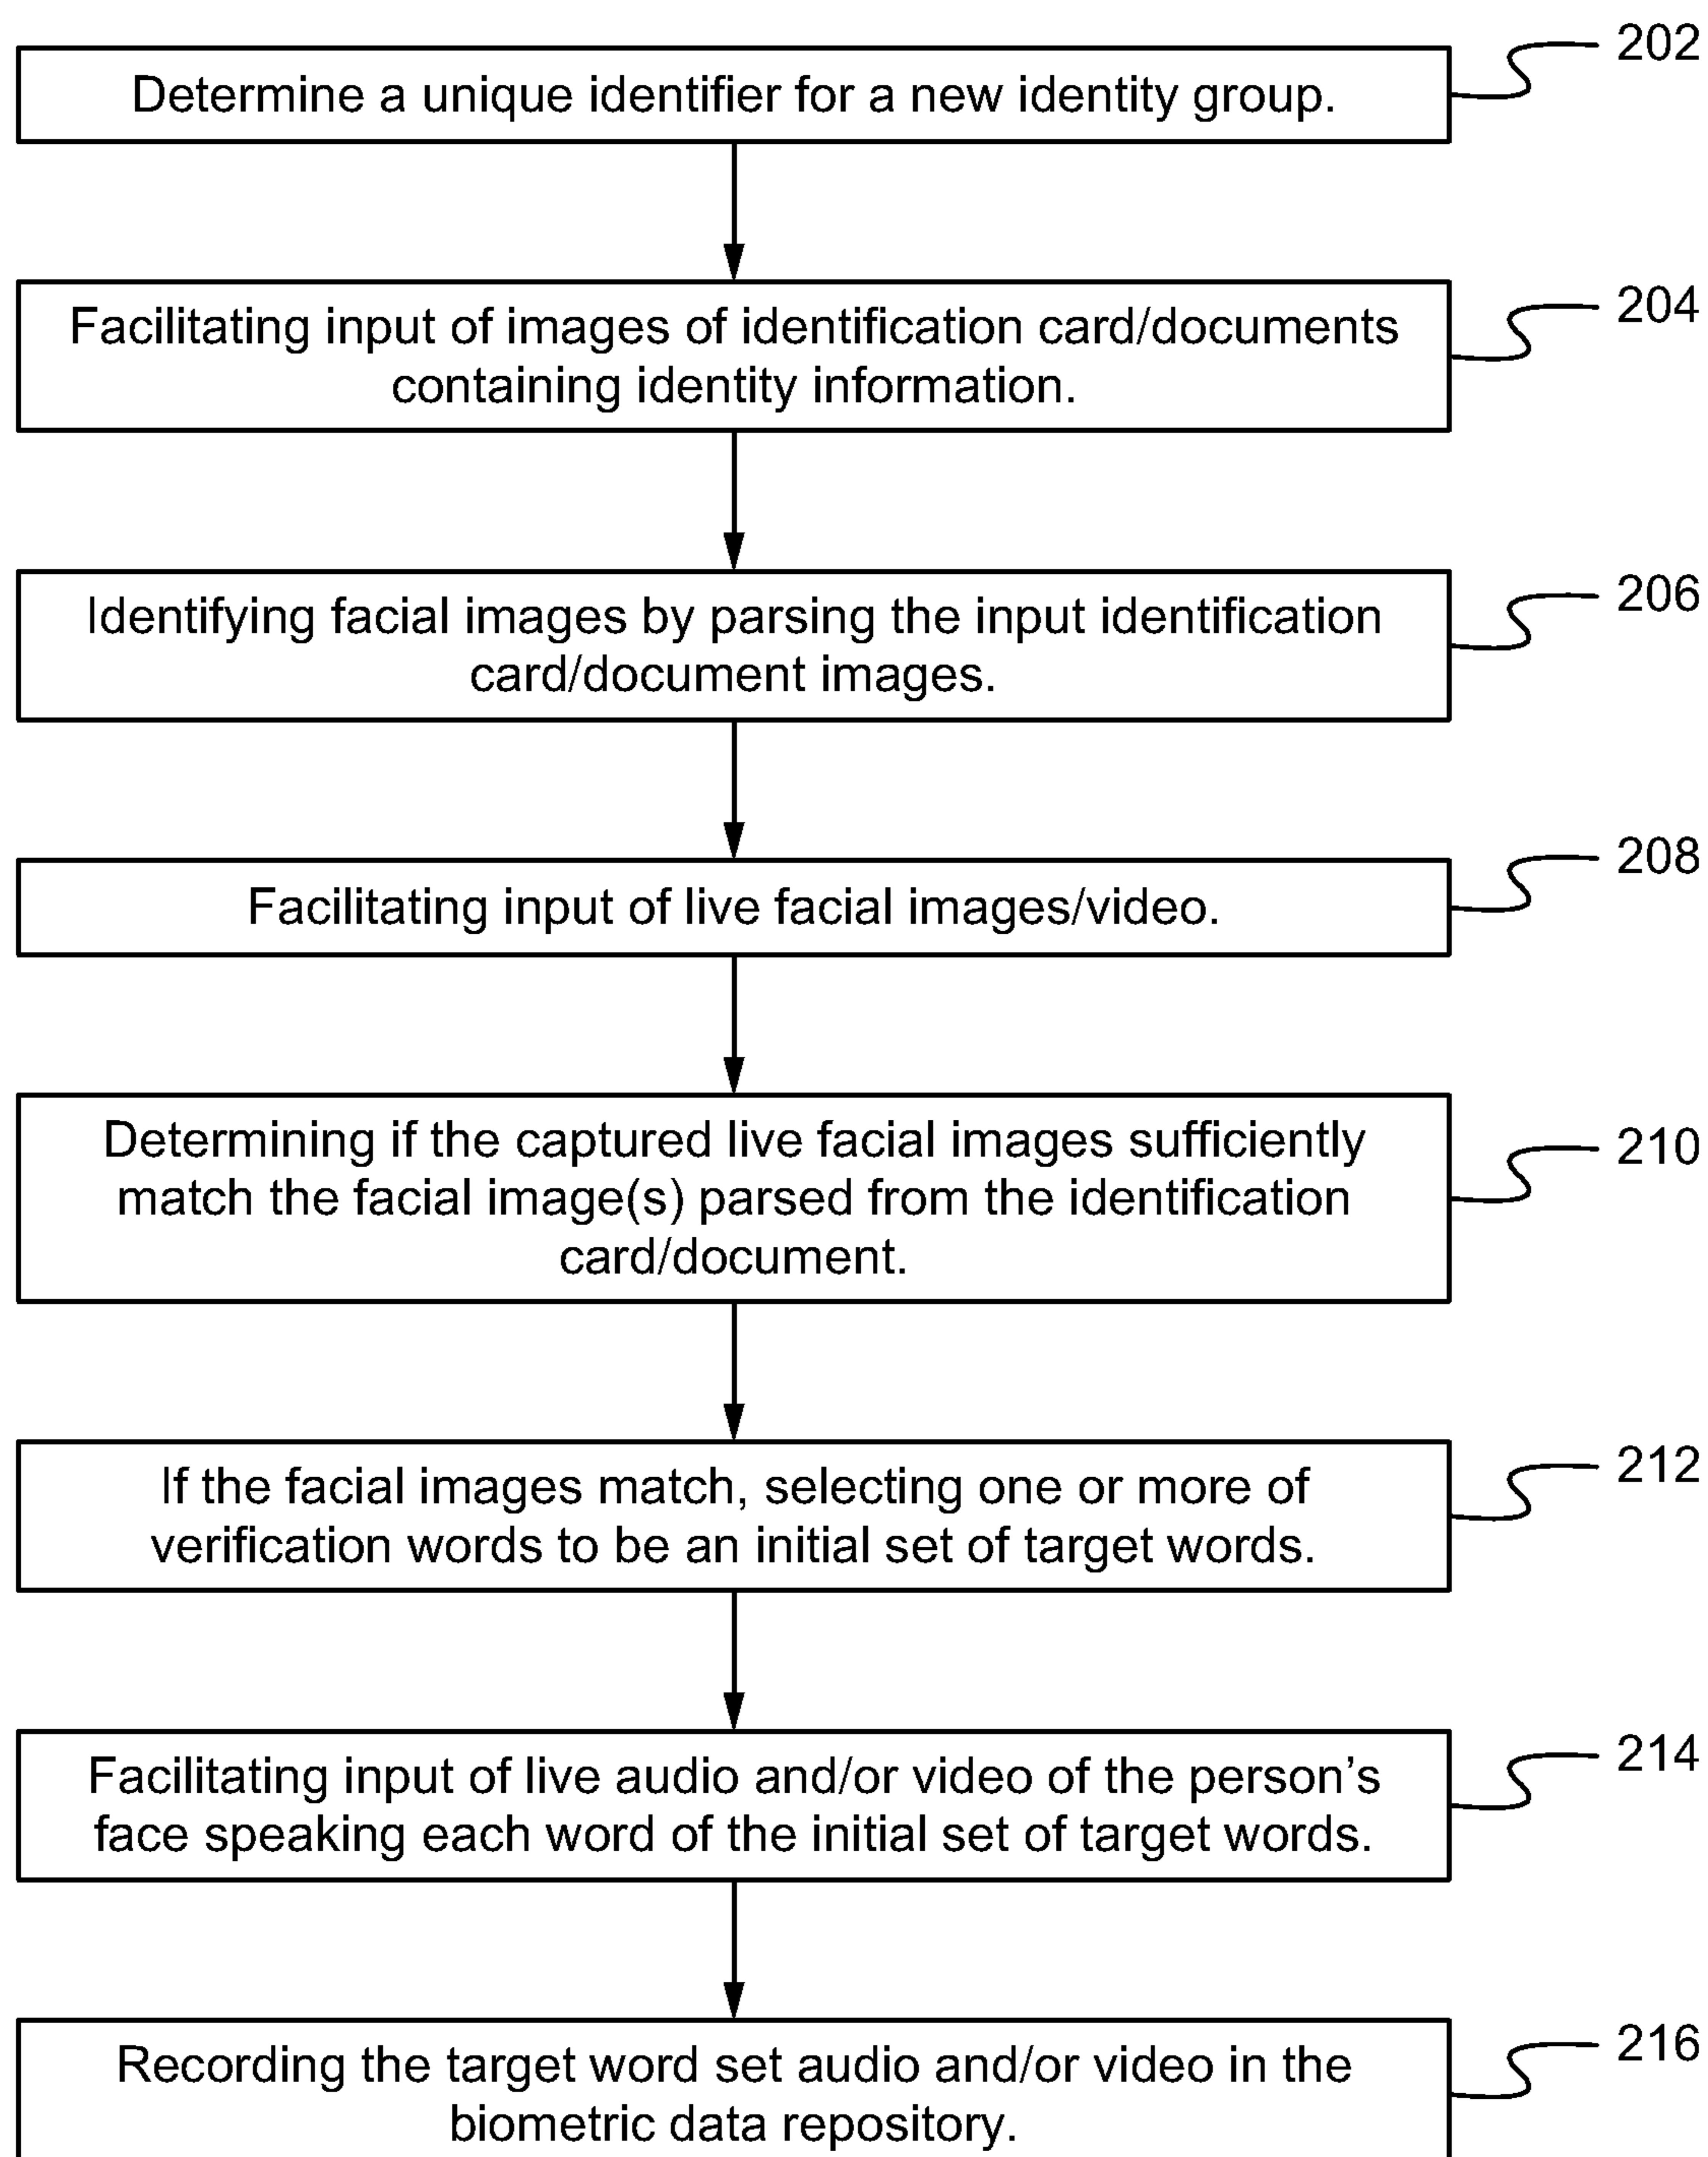 202
Determine a unique identifier for a new identity group.
204
Facilitating input of images of identification card/documents
containing identity information.
206
Identifying facial images by parsing the input identification
card/document images.
208
Facilitating input of live facial images/video.
210
Determining if the captured live facial images sufficiently
match the facial image(s) parsed from the identification
card/document.
212
If the facial images match, selecting one or more of
verification words to be an initial set of target words.
214
Facilitating input of live audio and/or video of the person’s
face speaking each word of the initial set of target words.
216
Recording the target word set audio and/or video in the
biometric data repository.